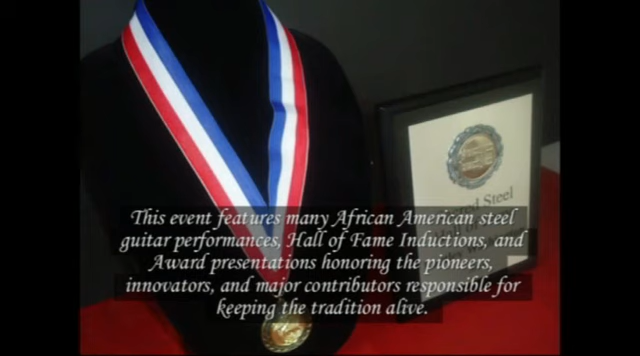 Steel
This event features many African American steel
guitar performances, Hall of Fame Inductions, and
Award presentations honoring the pioneers,
innovators, and major contributors responsible for
keeping the tradition alive.